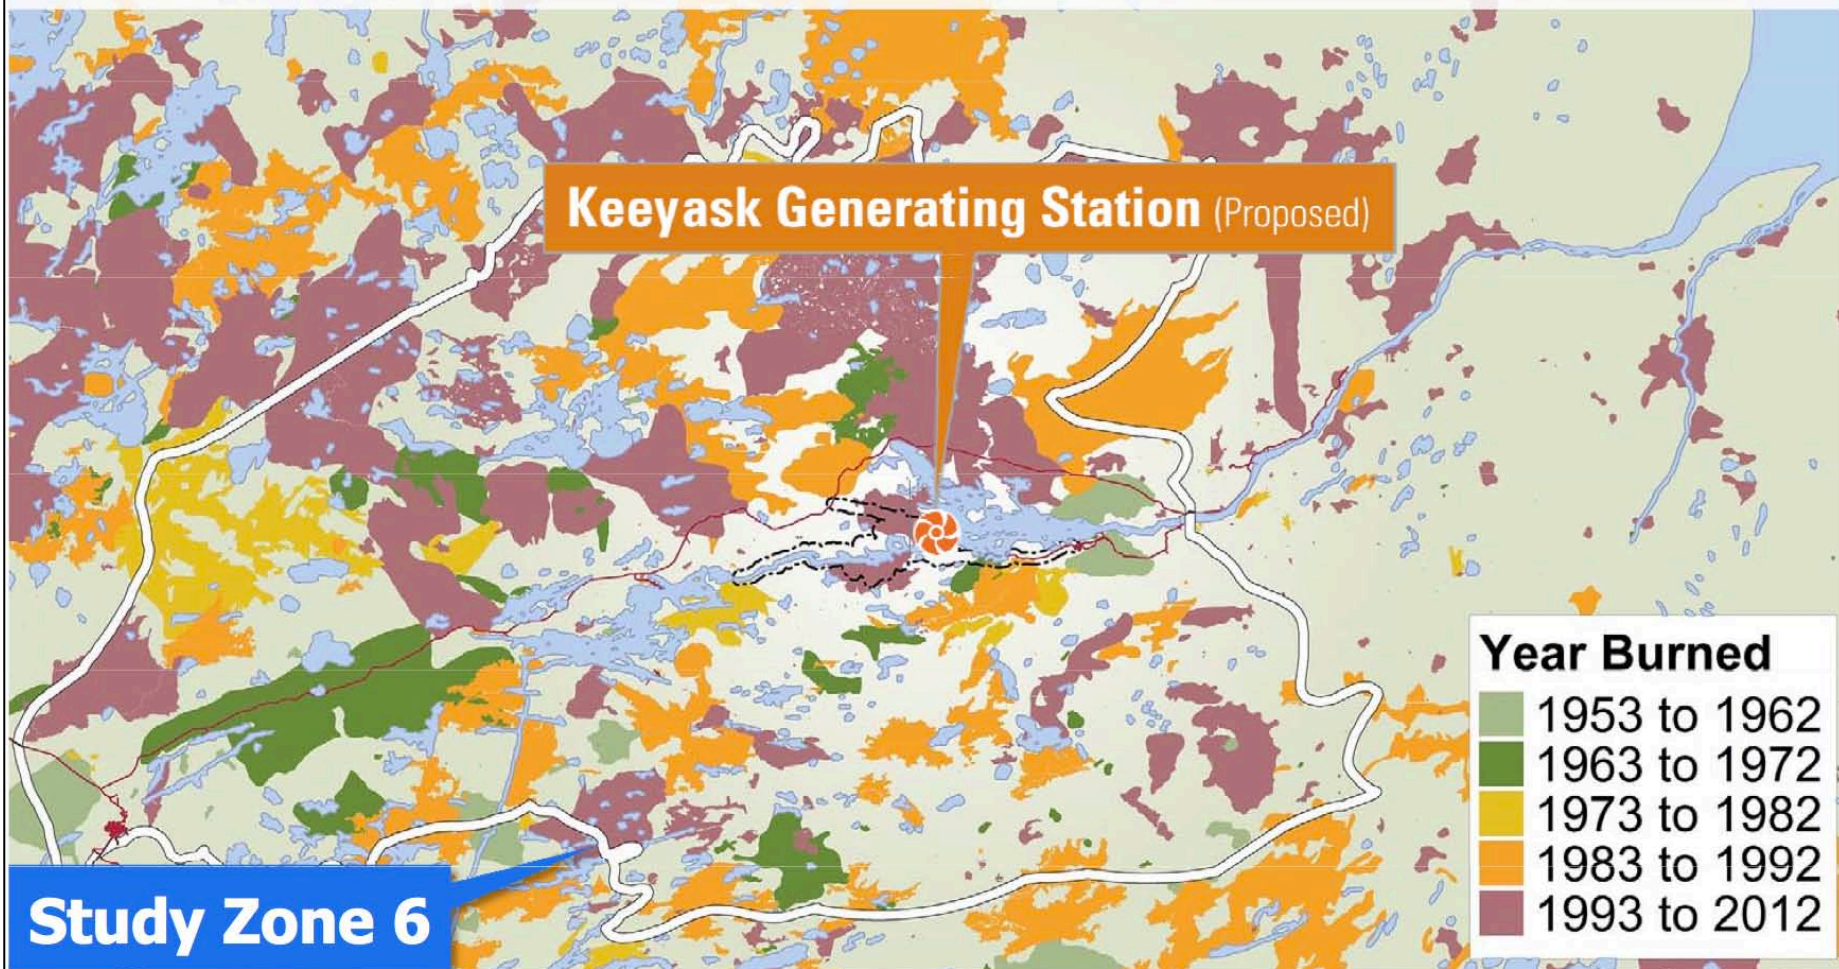 Keeyask Generating Station (Proposed)
Year Burned
1953 to 1962
1963 to 1972
1973 to 1982
1983 to 1992
1993 to 2012
Study Zone 6